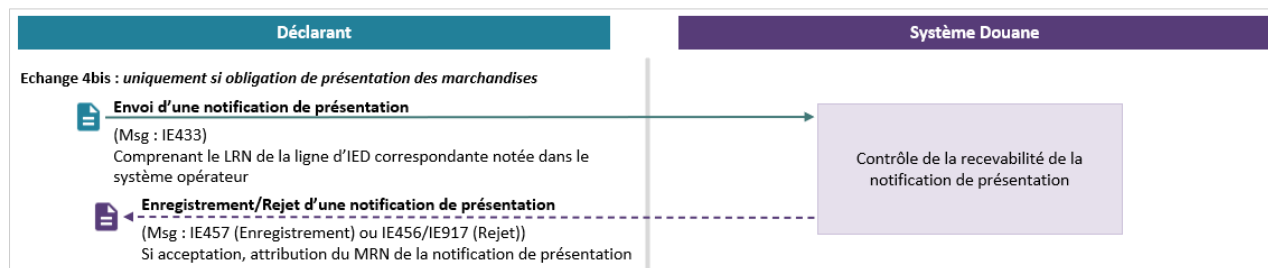 Déclarant
Système Douane
Echange 4bis : uniquement si obligation de présentation des marchandises
Envoi d'une notification de présentation
(Msg : IE433)
Comprenant le LRN de la ligne d'IED correspondante notée dans le
système opérateur
Contrôle de la recevabilité de la
notification de présentation
Enregistrement/Rejet d'une notification de présentation
(Msg : IE457 (Enregistrement) ou IE456/IE917 (Rejet))
Si acceptation, attribution du MRN de la notification de présentation